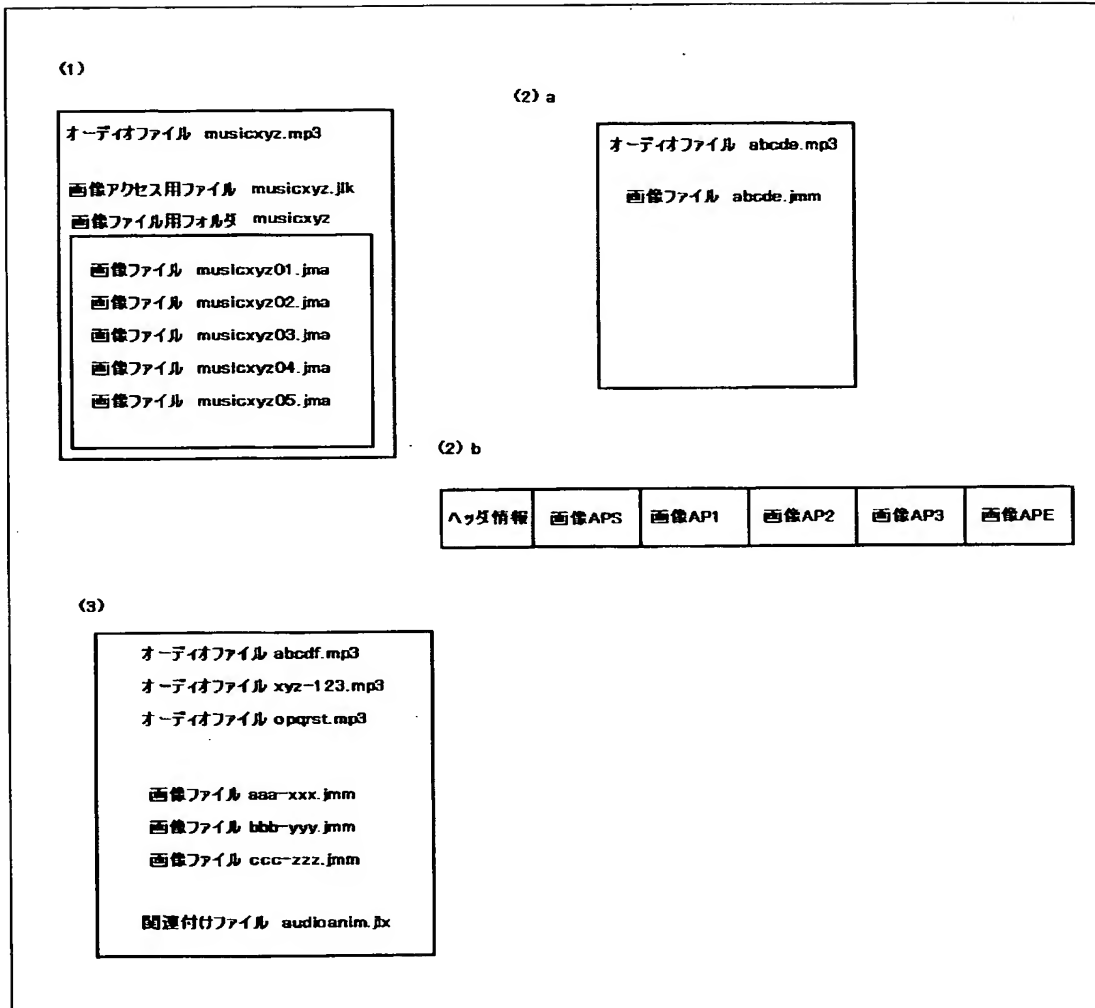 (1)
オーディオファイル musicxyz.mp3
画像アクセス用ファイル musicxyz.jlk
画像ファイル用フォルダ musicxyz
画像ファイル musicxyz01.jma
画像ファイル musicxyz02.jma
画像ファイル musicxyz03.jma
画像ファイル musicxyz04.jma
画像ファイル musicxyz05.jma
(2) a
オーディオファイル abcde.mp3
画像ファイル abcde.jmm
(2) b
ヘッダ情報 画像APS 画像AP1 画像AP2 画像AP3 画像APE
(3)
オーディオファイル abcdf.mp3
オーディオファイル xyz-123.mp3
オーディオファイル opqrst.mp3
画像ファイル aaa-xxx.jmm
画像ファイル bbb-yyy.jmm
画像ファイル ccc-zzz.jmm
関連付けファイル audioanim.jlx